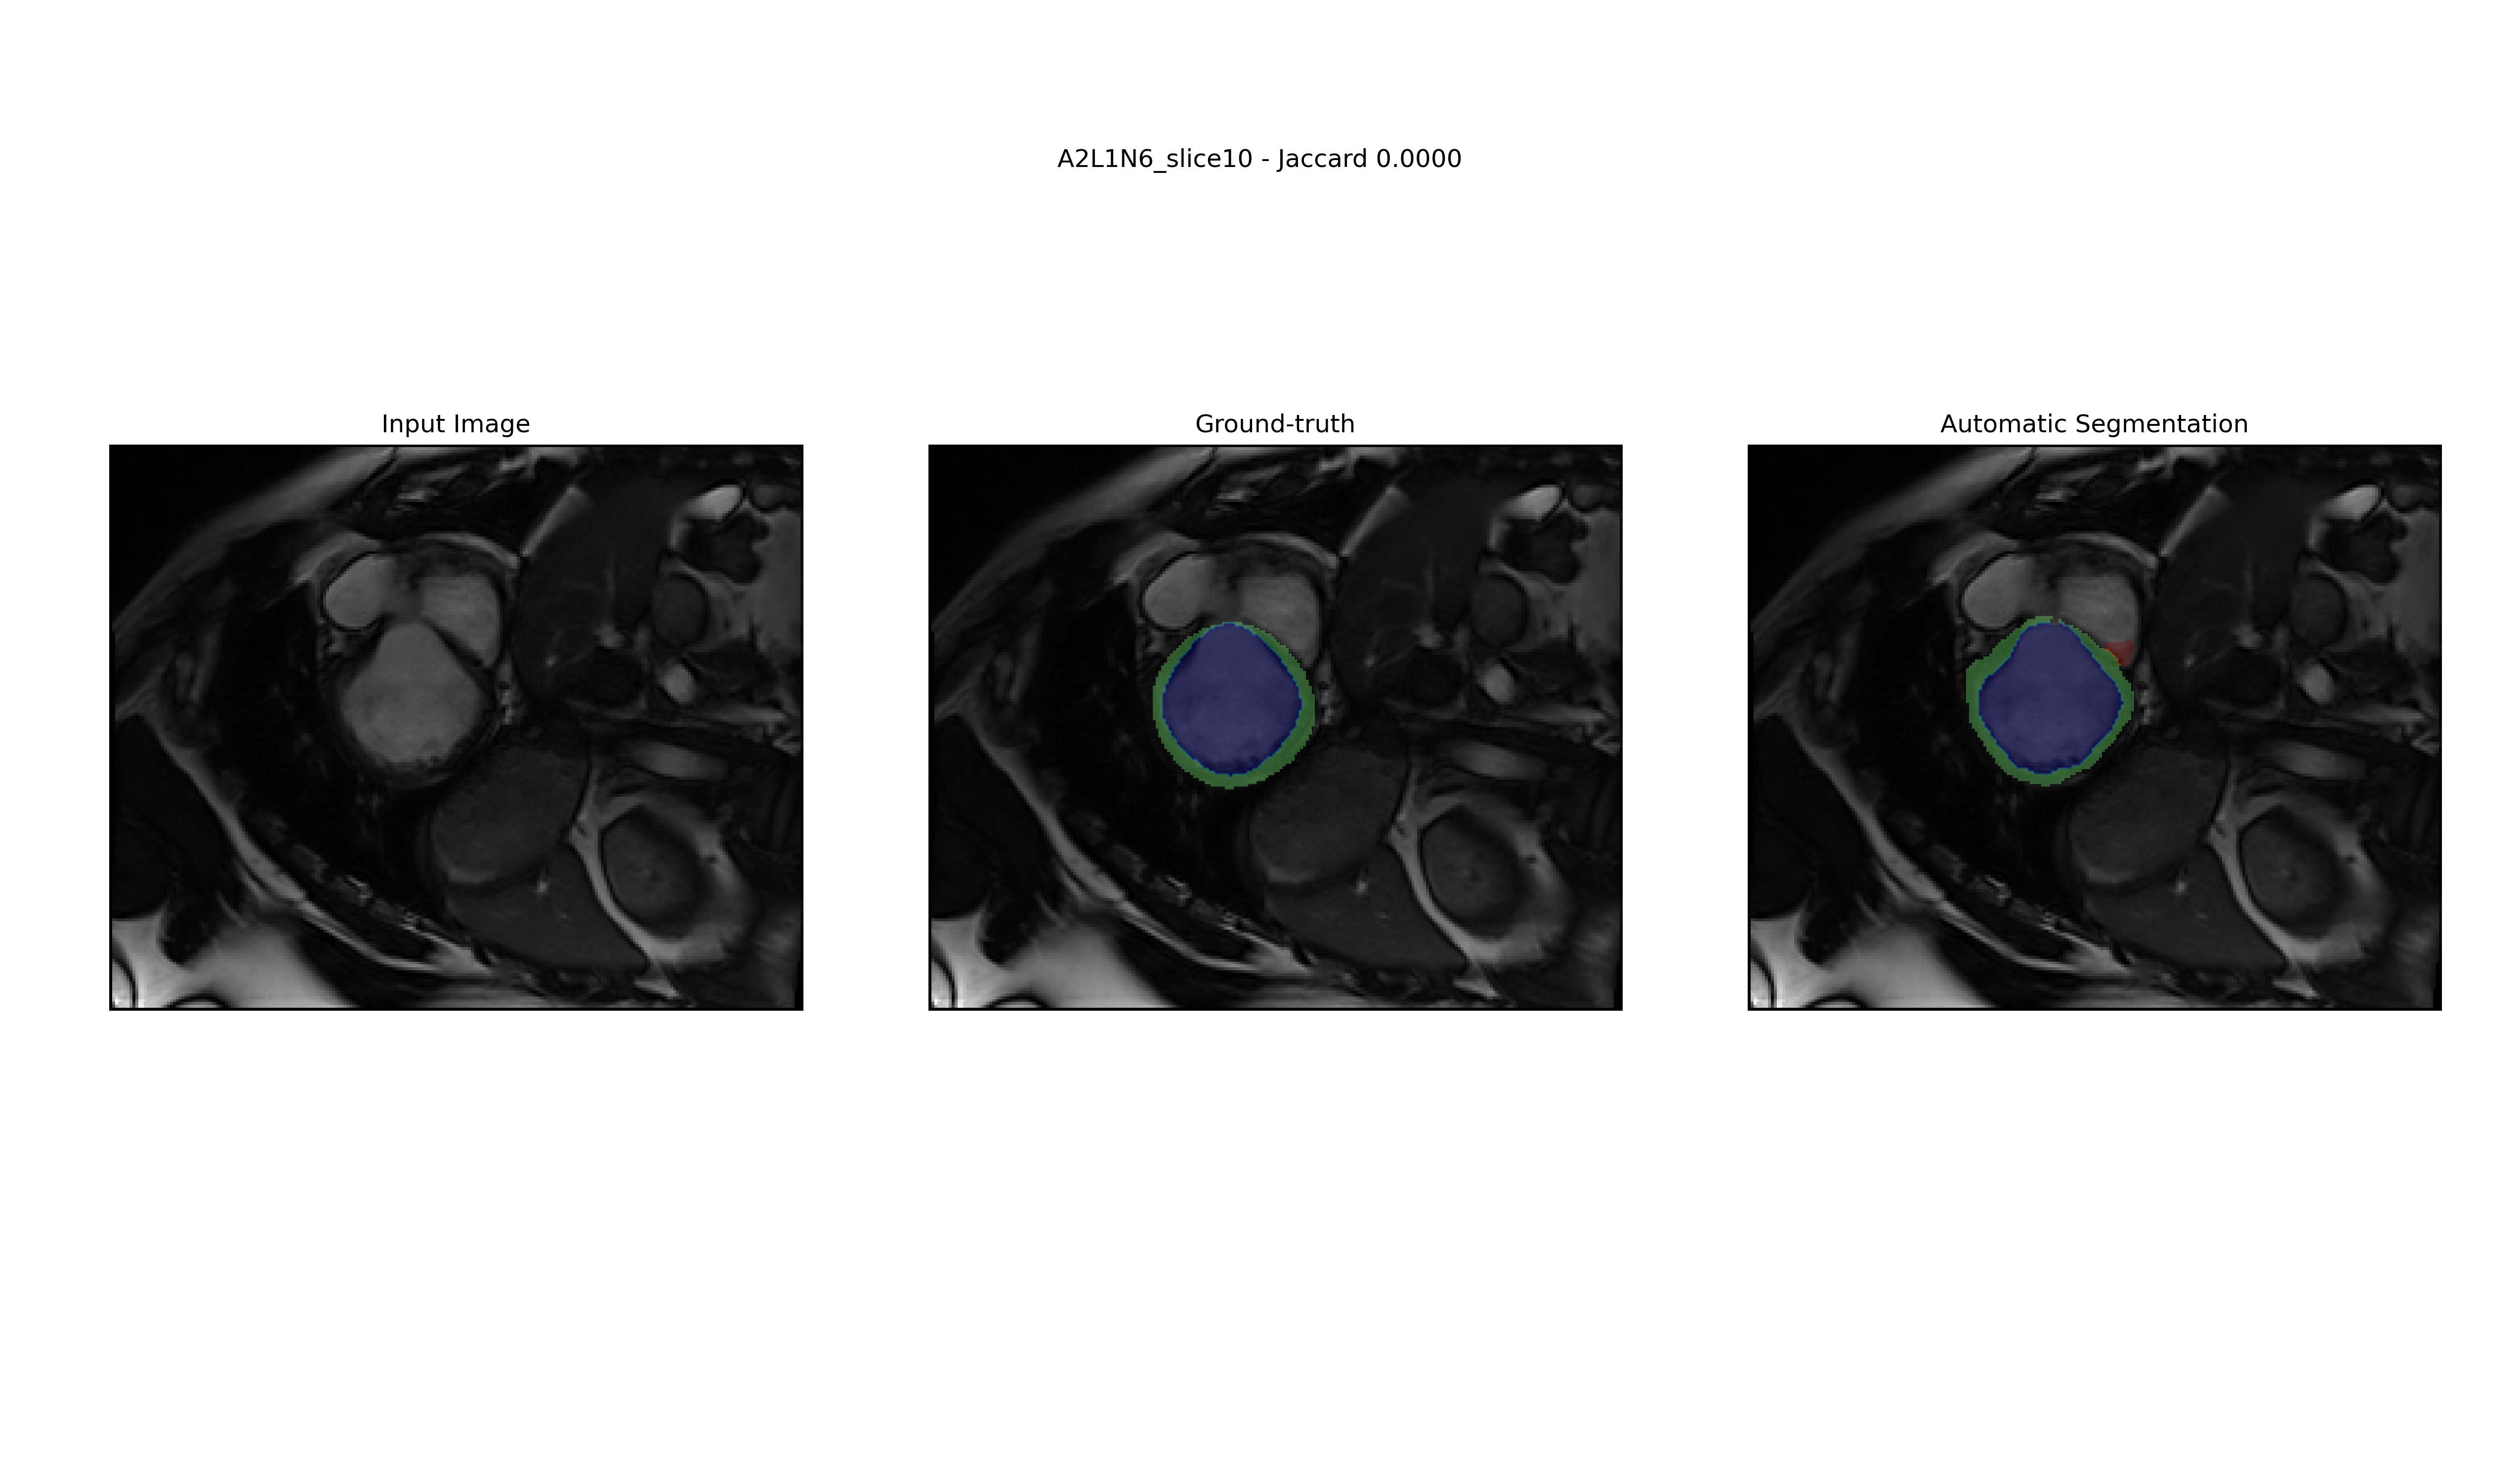 A2L1N6_slice10 - Jaccard 0.0000
Input Image
Ground-truth
Automatic Segmentation